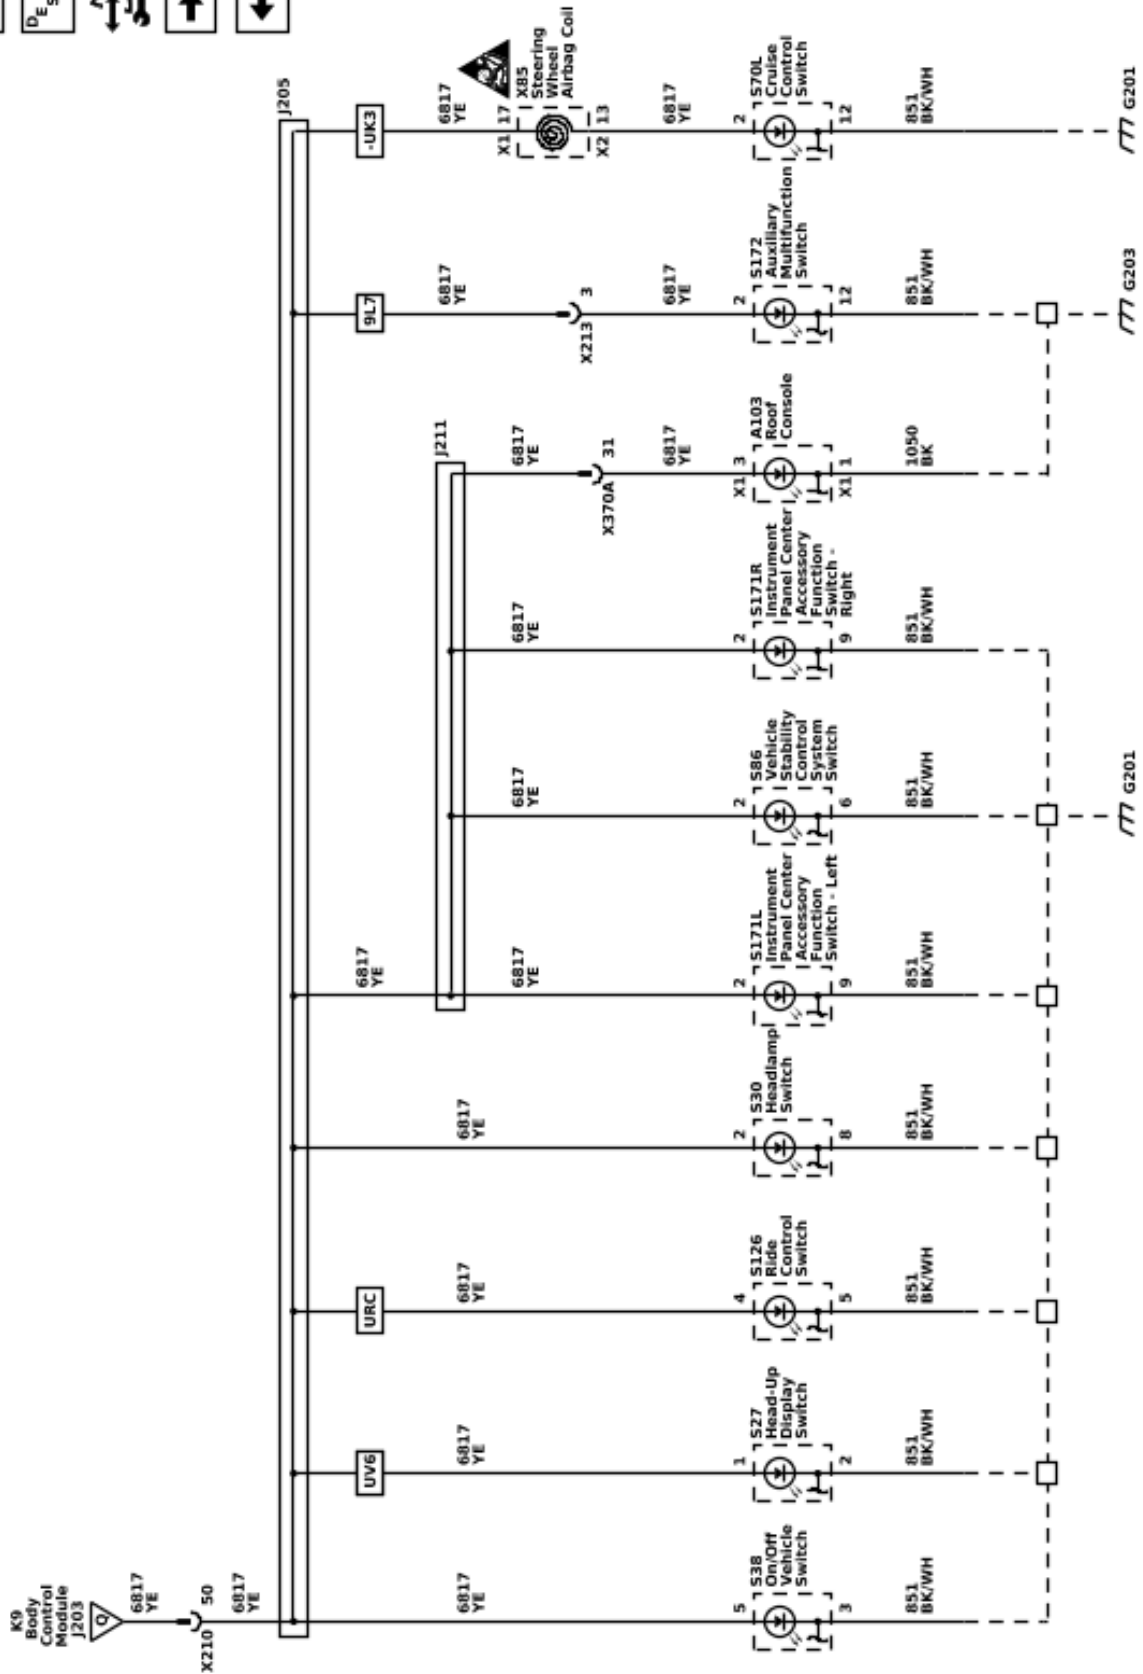 D
E
S
K9
Body
Control
Module
J203
Q
6817
YE
X210
50
6817
YE
J205
6817
YE
5
S38
On/Off
Vehicle
Switch
3
851
BK/WH
UV6
6817
YE
1
S27
Head-Up
Display
Switch
2
851
BK/WH
URC
6817
YE
4
S126
Ride
Control
Switch
5
851
BK/WH
6817
YE
2
S30
Headlamp
Switch
8
851
BK/WH
6817
YE
J211
6817
YE
2
S171L
Instrument
Panel Center
Accessory
Function
Switch - Left
9
851
BK/WH
6817
YE
2
S86
Vehicle
Stability
Control
System
Switch
6
851
BK/WH
G201
6817
YE
2
S171R
Instrument
Panel Center
Accessory
Function
Switch -
Right
9
851
BK/WH
6817
YE
X370A
31
6817
YE
X1
3
A103
Roof
Console
X1
1
1050
BK
9L7
6817
YE
X213
3
6817
YE
2
S172
Auxiliary
Multifunction
Switch
12
851
BK/WH
G203
-UK3
6817
YE
X1
17
X85
Steering
Wheel
Airbag Coil
X2
13
6817
YE
2
S70L
Cruise
Control
Switch
12
851
BK/WH
G201